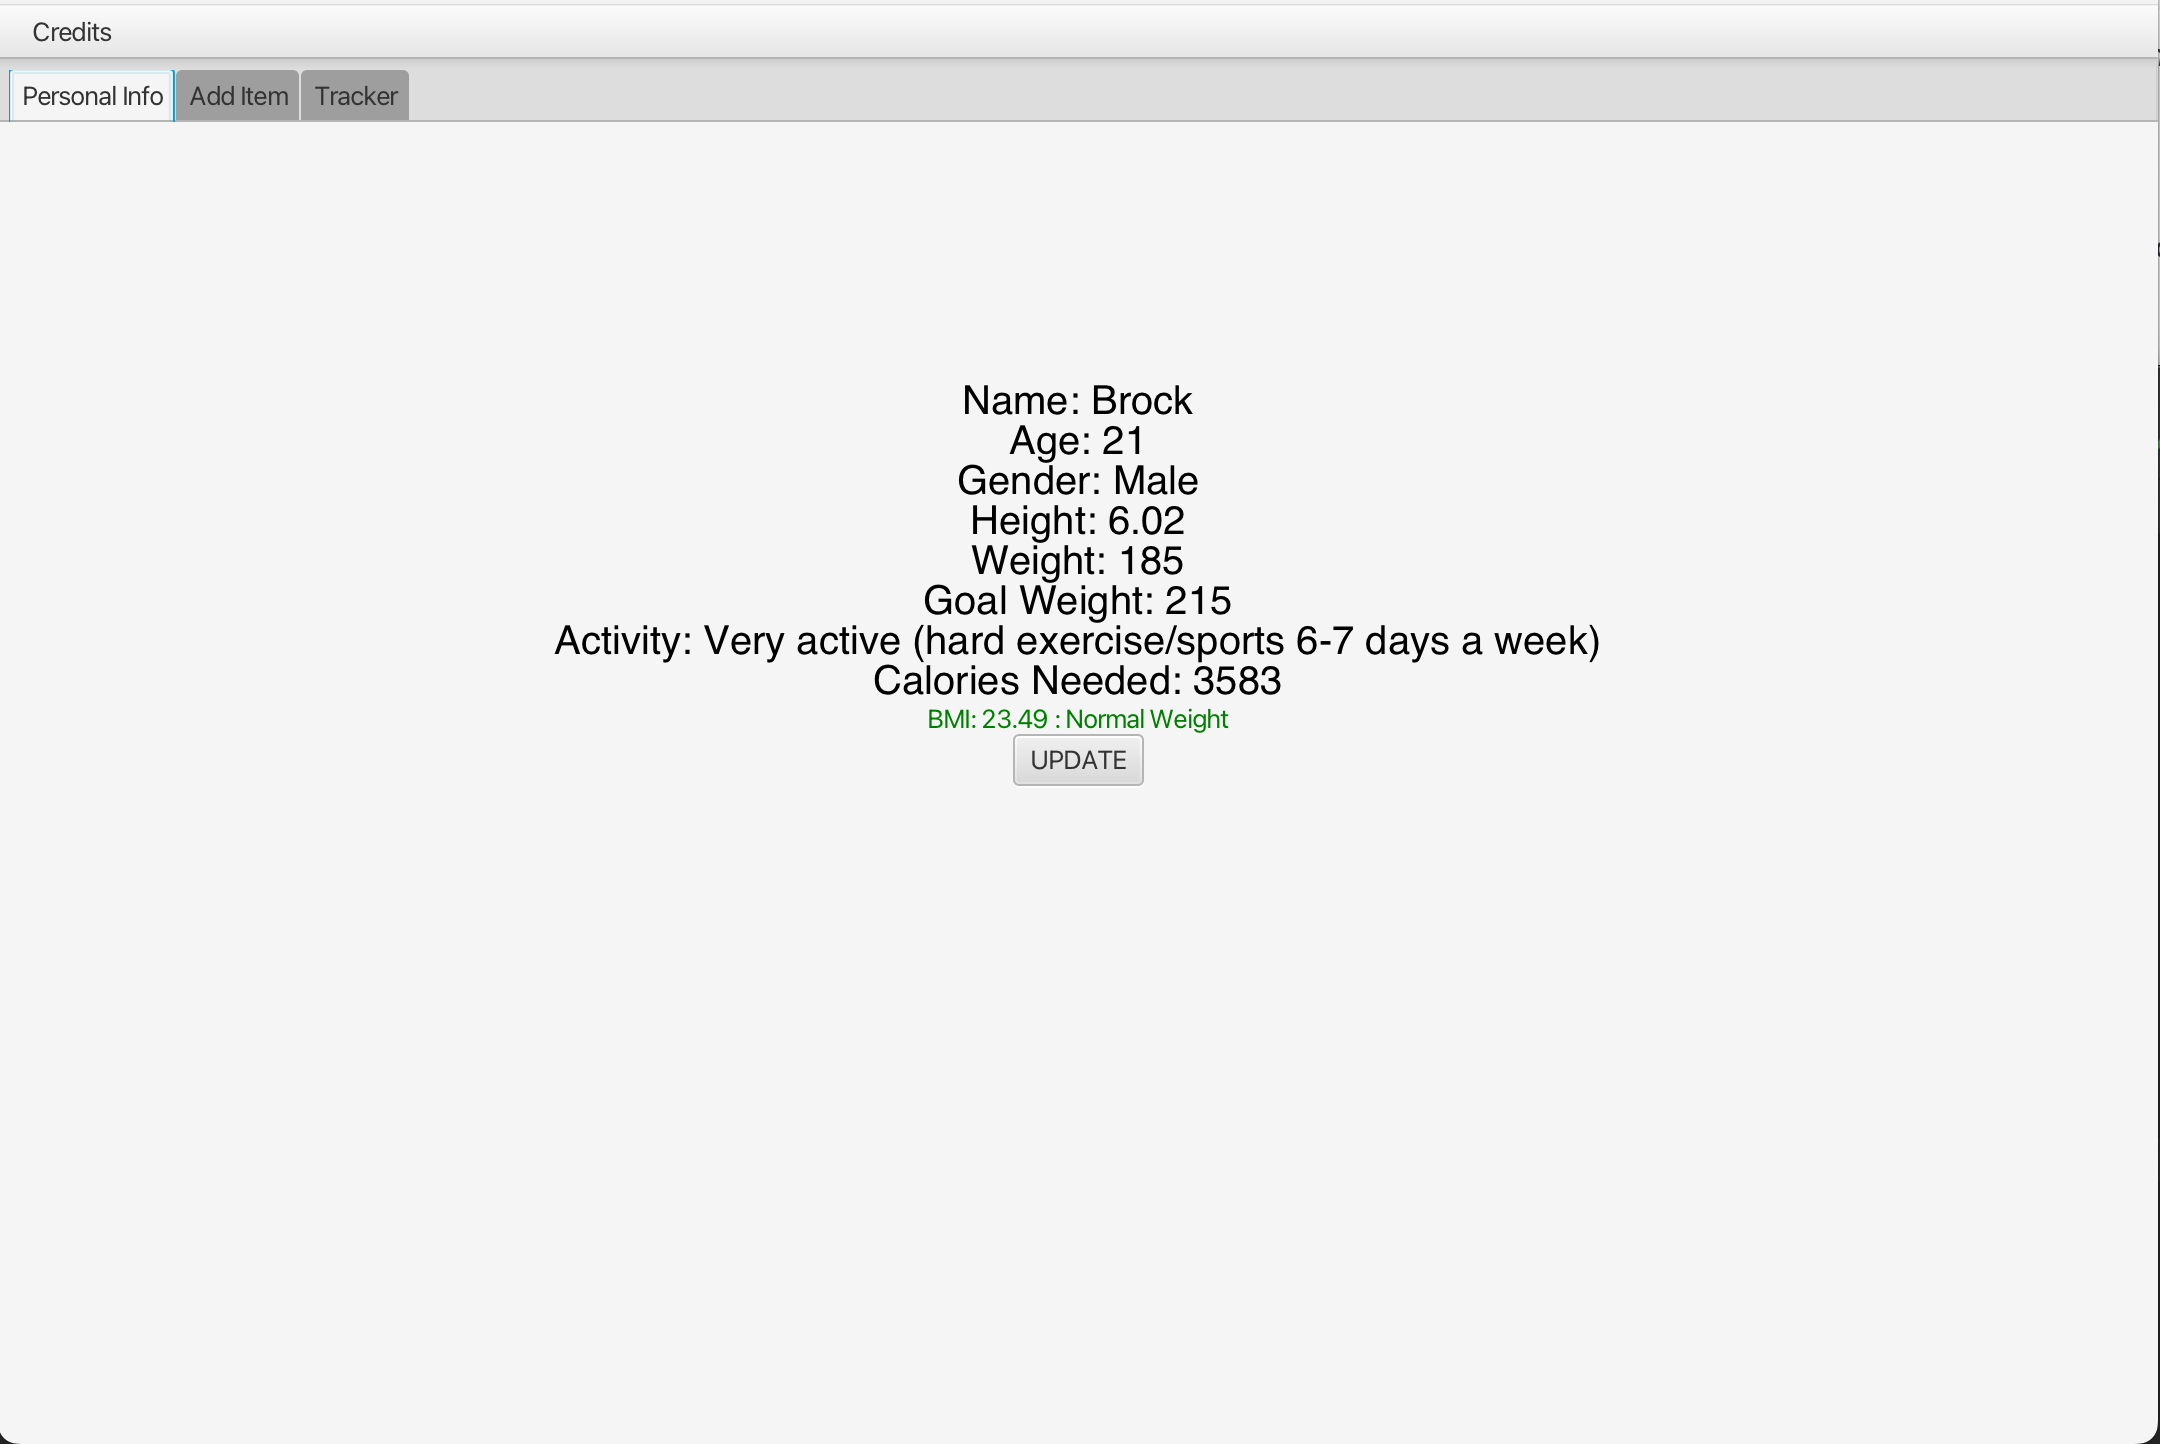 Credits
Personal Info Add Item Tracker
Name: Brock
Age: 21
Gender: Male
Height: 6.02
Weight: 185
Goal Weight: 215
Activity: Very active (hard exercise/sports 6-7 days a week)
Calories Needed: 3583
BMI: 23.49 : Normal Weight
UPDATE